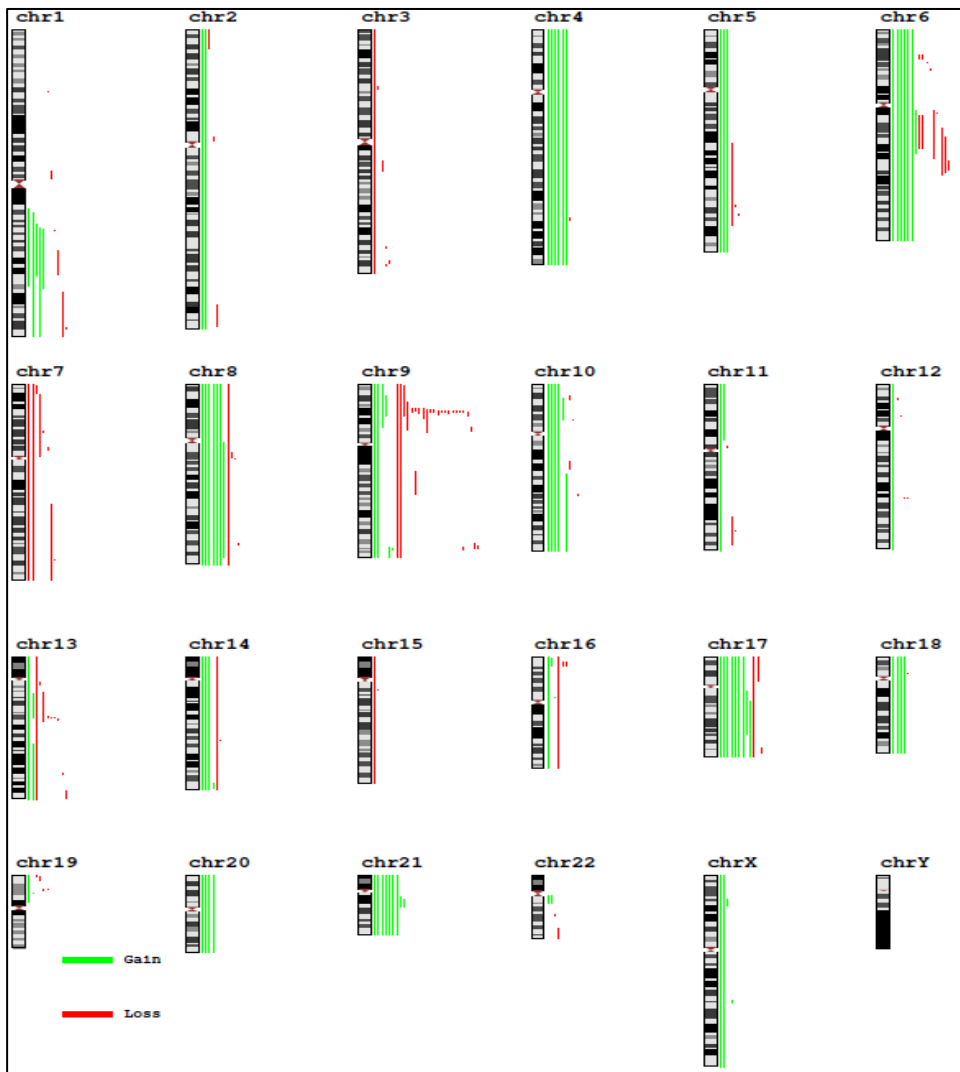 chr1 chr2 chr3 chr4 chr5 chr6
chr7 chr8 chr9 chr10 chr11 chr12
chr13 chr14 chr15 chr16 chr17 chr18
chr19 chr20 chr21 chr22 chrX chrY
Gain
Loss